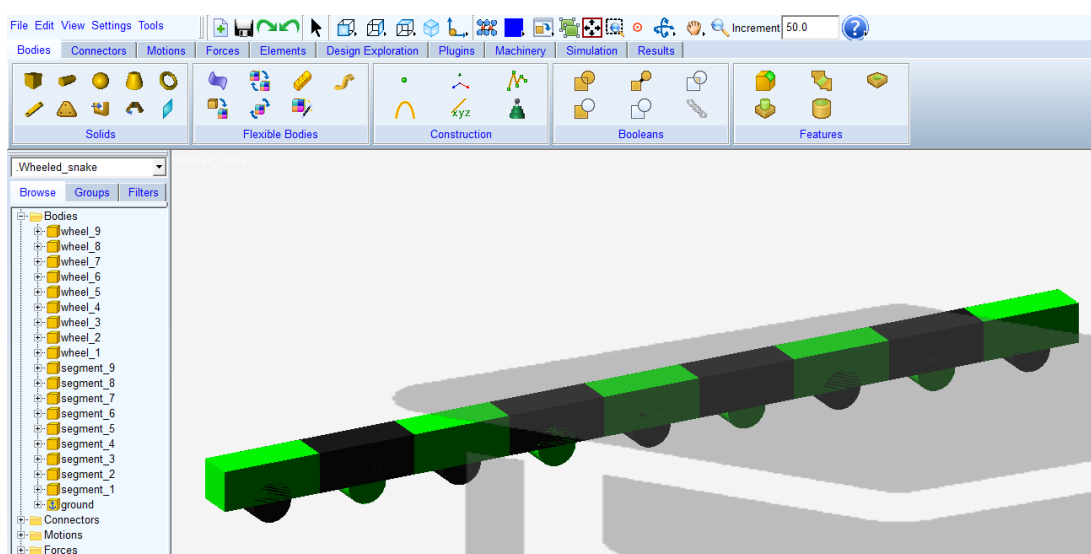 File Edit View Settings Tools
Increment 50.0
Bodies Connectors Motions Forces Elements Design Exploration Plugins Machinery Simulation Results
xyz
Solids Flexible Bodies Construction Booleans Features
.Wheeled_snake
Wheeled_snake
Browse Groups Filters
Bodies
wheel_9
wheel_8
wheel_7
wheel_6
wheel_5
wheel_4
wheel_3
wheel_2
wheel_1
segment_9
segment_8
segment_7
segment_6
segment_5
segment_4
segment_3
segment_2
segment_1
ground
Connectors
Motions
Forces